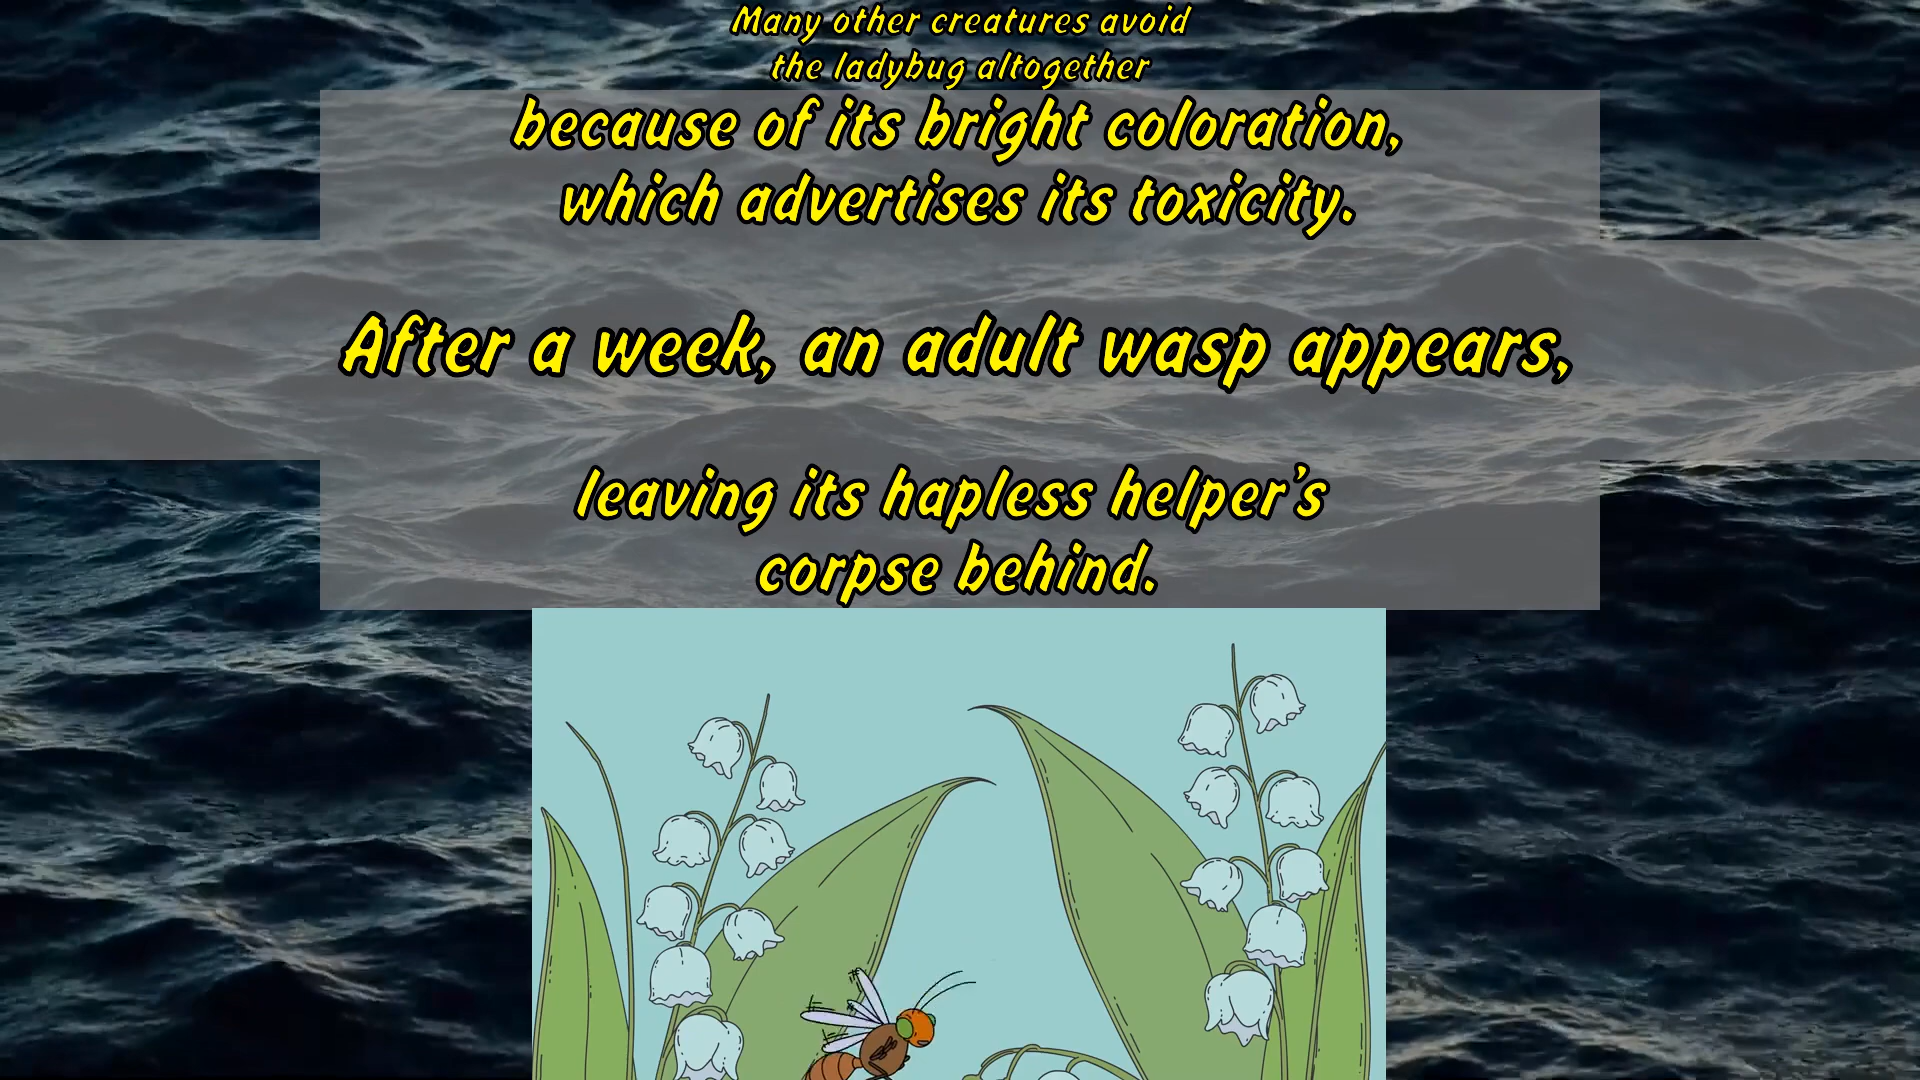 Many other creatures avoid
the ladybug altogether
because of its bright coloration,
which advertises its toxicity.
After a week, an adult wasp appears,
leaving its hapless helper's
corpse behind.